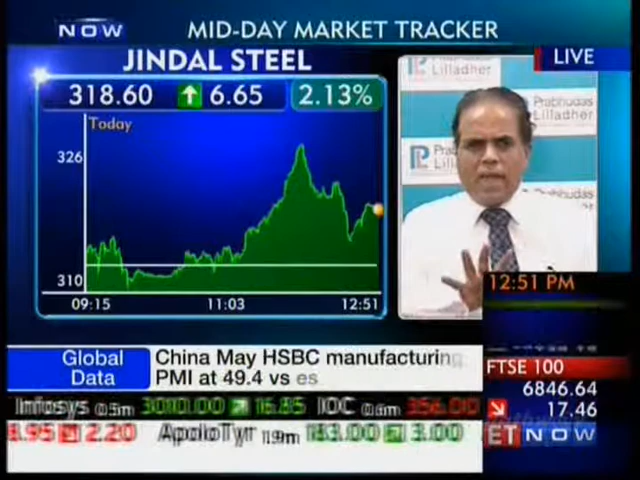 NOW
MID-DAY MARKET TRACKER
JINDAL STEEL
LIVE
318.60 6.65 2.13%
Today
326
310
09:15 11:03 12:51
Lilladher
Prabhudas
Lilladher
12:51 PM
Global
Data
China May HSBC manufacturing
PMI at 49.4 vs es
FTSE 100
6846.64
17.46
Infosys 0.5m 3010.00 16.85 IOC 0.6m 356.00
8.95 2.20 ApoloTyr 1.9m 183.00 3.00
ET NOW